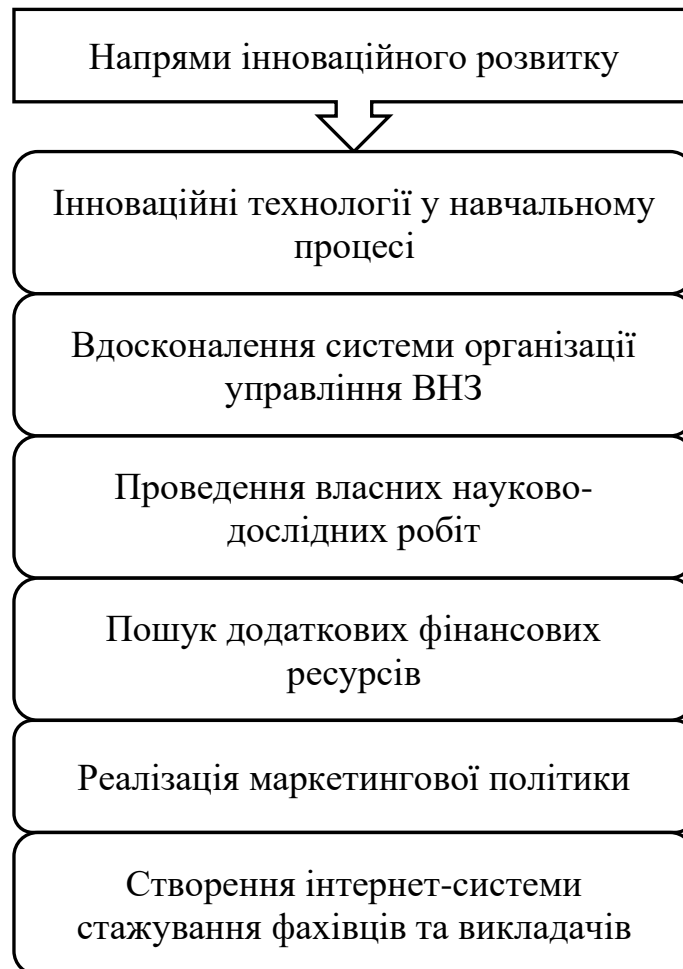 Напрями інноваційного розвитку
Інноваційні технології у навчальному
процесі
Вдосконалення системи організації
управління ВНЗ
Проведення власних науково-
дослідних робіт
Пошук додаткових фінансових
ресурсів
Реалізація маркетингової політики
Створення інтернет-системи
стажування фахівців та викладачів